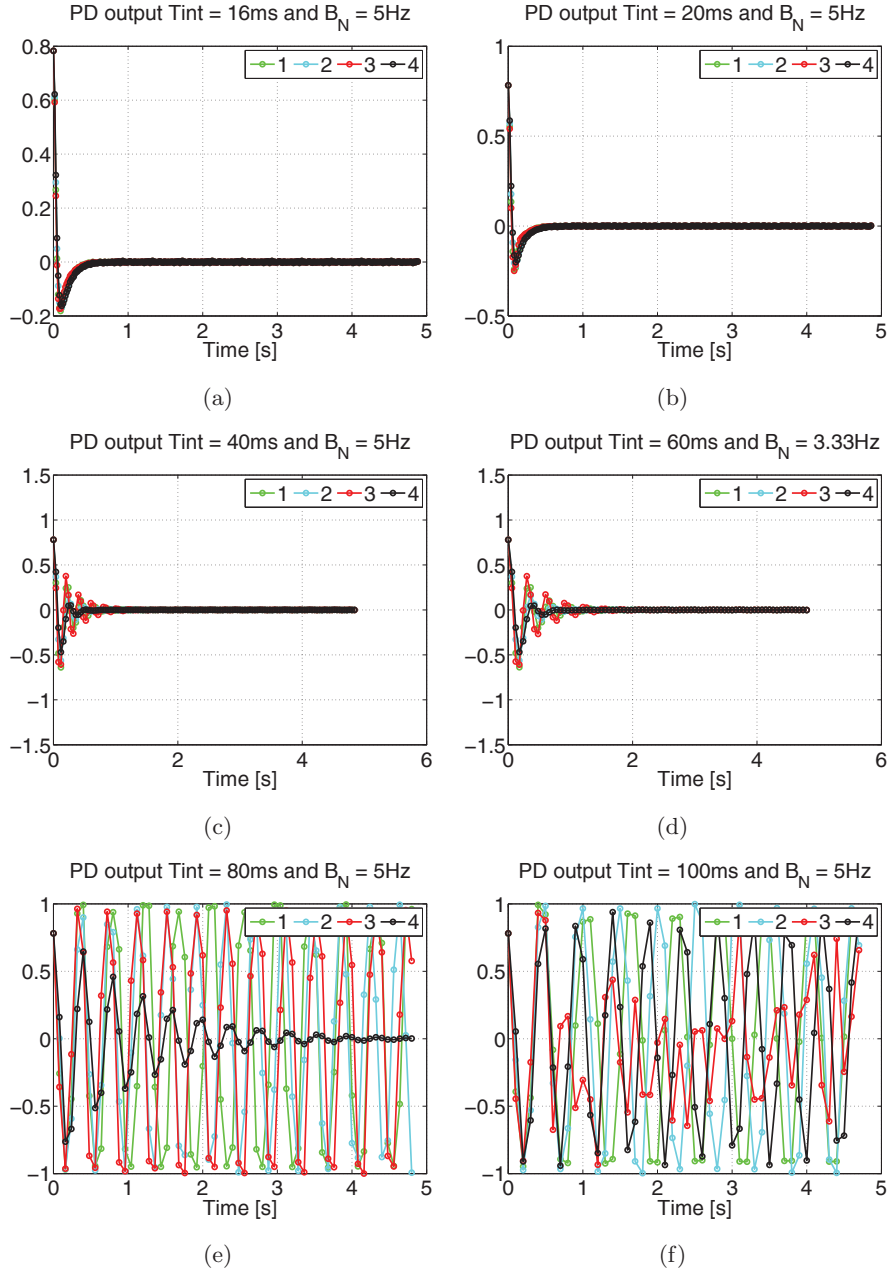 PD output Tint = 16ms and B_N = 5Hz
1 2 3 4
0.8
0.6
0.4
0.2
0
−0.2
0 1 2 3 4 5
Time [s]
(a)
PD output Tint = 20ms and B_N = 5Hz
1 2 3 4
1
0.5
0
−0.5
0 1 2 3 4 5
Time [s]
(b)
PD output Tint = 40ms and B_N = 5Hz
1 2 3 4
1.5
1
0.5
0
−0.5
−1
−1.5
0 2 4 6
Time [s]
(c)
PD output Tint = 60ms and B_N = 3.33Hz
1 2 3 4
1.5
1
0.5
0
−0.5
−1
−1.5
0 2 4 6
Time [s]
(d)
PD output Tint = 80ms and B_N = 5Hz
1 2 3 4
1
0.5
0
−0.5
−1
0 1 2 3 4 5
Time [s]
(e)
PD output Tint = 100ms and B_N = 5Hz
1 2 3 4
1
0.5
0
−0.5
−1
0 1 2 3 4 5
Time [s]
(f)